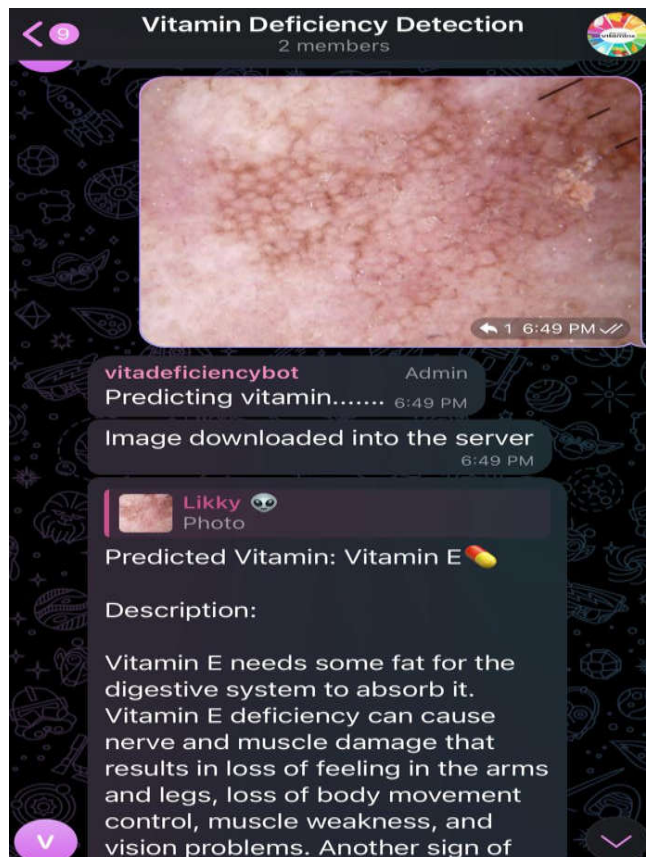 9
Vitamin Deficiency Detection
2 members
1 6:49 PM
vitadeficiencybot Admin
Predicting vitamin....... 6:49 PM
Image downloaded into the server
6:49 PM
Likky 👽
Photo
Predicted Vitamin: Vitamin E💊
Description:
Vitamin E needs some fat for the
digestive system to absorb it.
Vitamin E deficiency can cause
nerve and muscle damage that
results in loss of feeling in the arms
and legs, loss of body movement
control, muscle weakness, and
vision problems. Another sign of
V